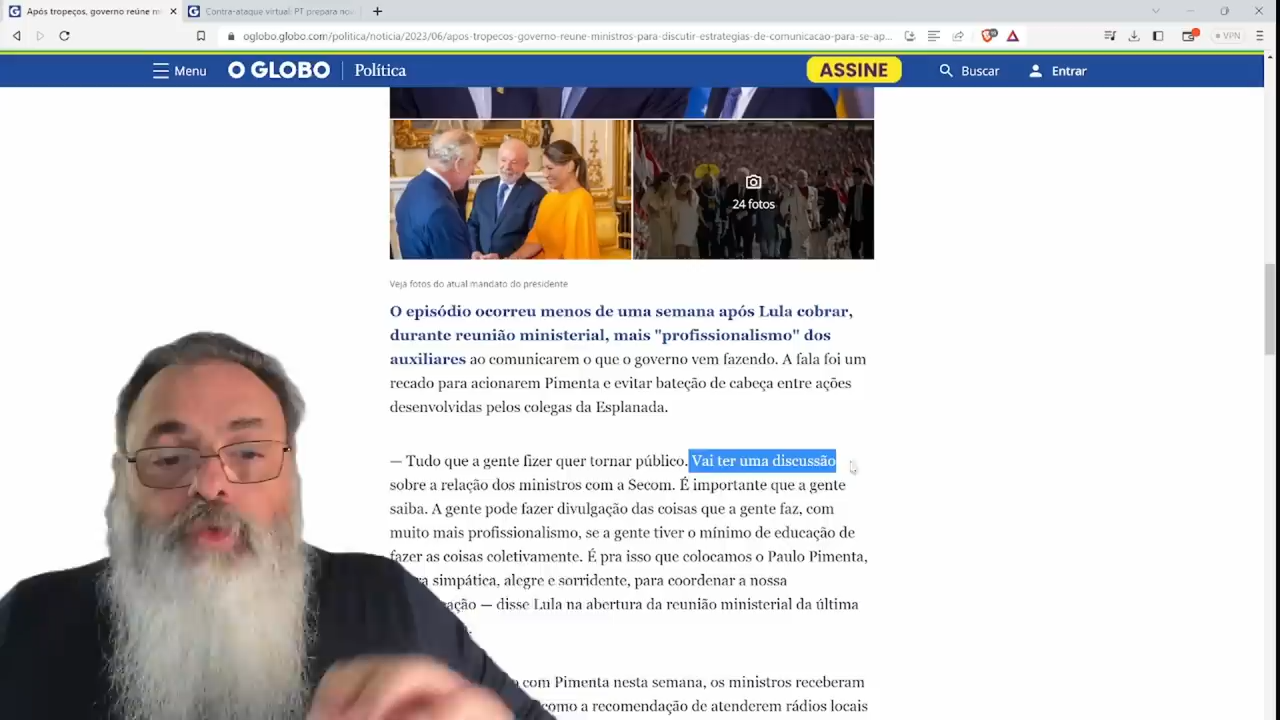 Após tropeços, governo reúne m
Contra-ataque virtual: PT prepara nov
oglobo.globo.com/politica/noticia/2023/06/apos-tropecos-governo-reune-ministros-para-discutir-estrategias-de-comunicacao-para-se-ap...
VPN
Menu
O GLOBO
Política
ASSINE
Buscar
Entrar
24 fotos
Veja fotos do atual mandato do presidente
O episódio ocorreu menos de uma semana após Lula cobrar,
durante reunião ministerial, mais "profissionalismo" dos
auxiliares ao comunicarem o que o governo vem fazendo. A fala foi um
recado para acionarem Pimenta e evitar bateção de cabeça entre ações
desenvolvidas pelos colegas da Esplanada.
— Tudo que a gente fizer quer tornar público. Vai ter uma discussão
sobre a relação dos ministros com a Secom. É importante que a gente
saiba. A gente pode fazer divulgação das coisas que a gente faz, com
muito mais profissionalismo, se a gente tiver o mínimo de educação de
fazer as coisas coletivamente. É pra isso que colocamos o Paulo Pimenta,
simpática, alegre e sorridente, para coordenar a nossa
ação — disse Lula na abertura da reunião ministerial da última
com Pimenta nesta semana, os ministros receberam
como a recomendação de atenderem rádios locais